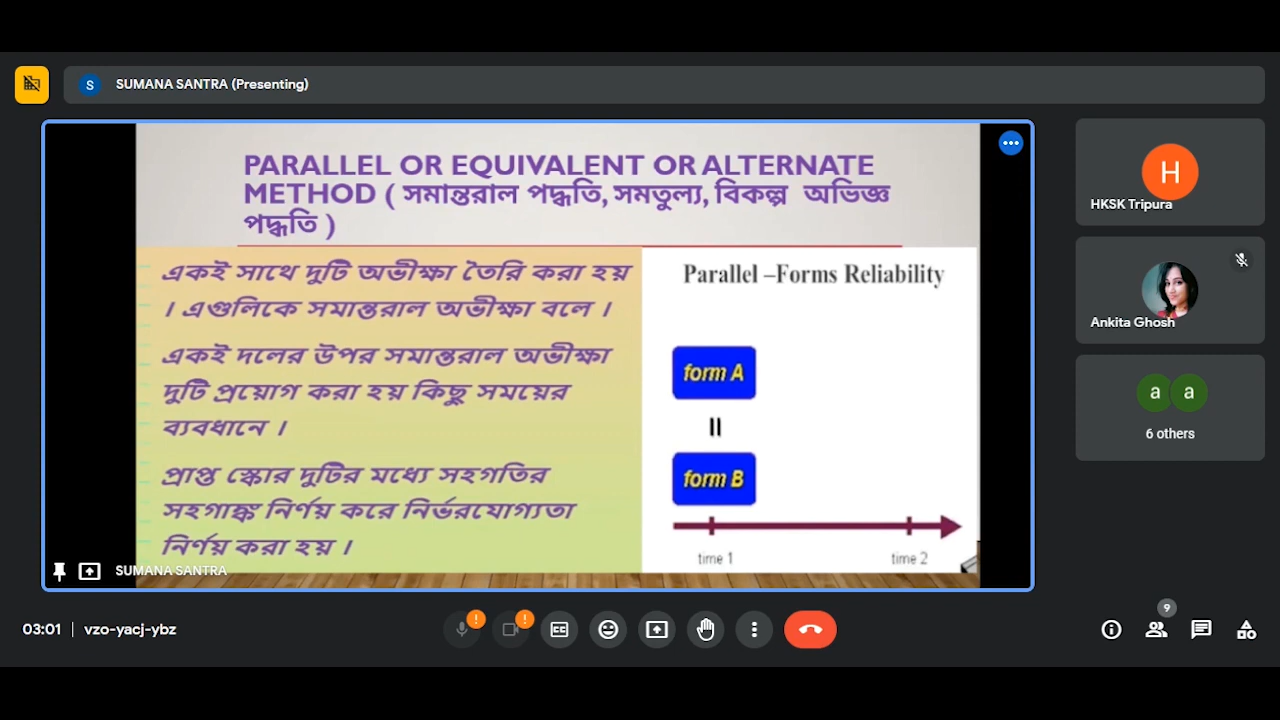 S SUMANA SANTRA (Presenting)
PARALLEL OR EQUIVALENT OR ALTERNATE
METHOD ( সমান্তরাল পদ্ধতি, সমতুল্য, বিকল্প অভিজ্ঞ
পদ্ধতি )
একই সাথে দুটি অভীক্ষা তৈরি করা হয়
। এগুলিকে সমান্তরাল অভীক্ষা বলে ।
একই দলের উপর সমান্তরাল অভীক্ষা
দুটি প্রয়োগ করা হয় কিছু সময়ের
ব্যবধানে ।
প্রাপ্ত স্কোর দুটির মধ্যে সহগতির
সহগাঙ্ক নির্ণয় করে নির্ভরযোগ্যতা
নির্ণয় করা হয় ।
Parallel –Forms Reliability
form A
=
form B
time 1 time 2
SUMANA SANTRA
H
HKSK Tripura
Ankita Ghosh
a a
6 others
03:01 | vzo-yacj-ybz
9